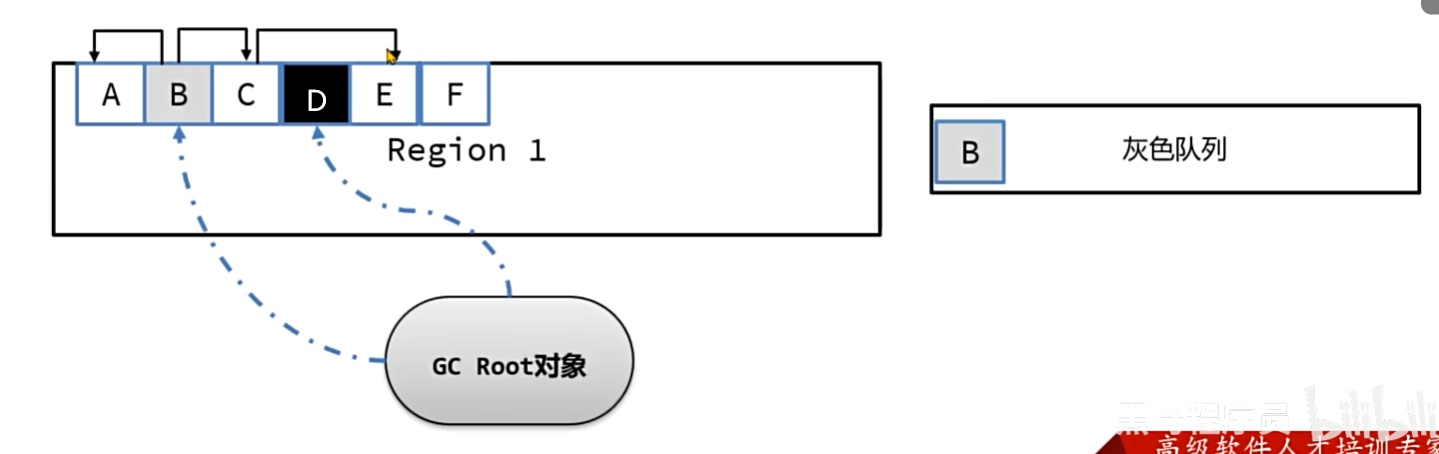 A B C D E F
Region 1
B 灰色队列
GC Root对象
黑马程序员 bilibili
高级软件人才培训专家